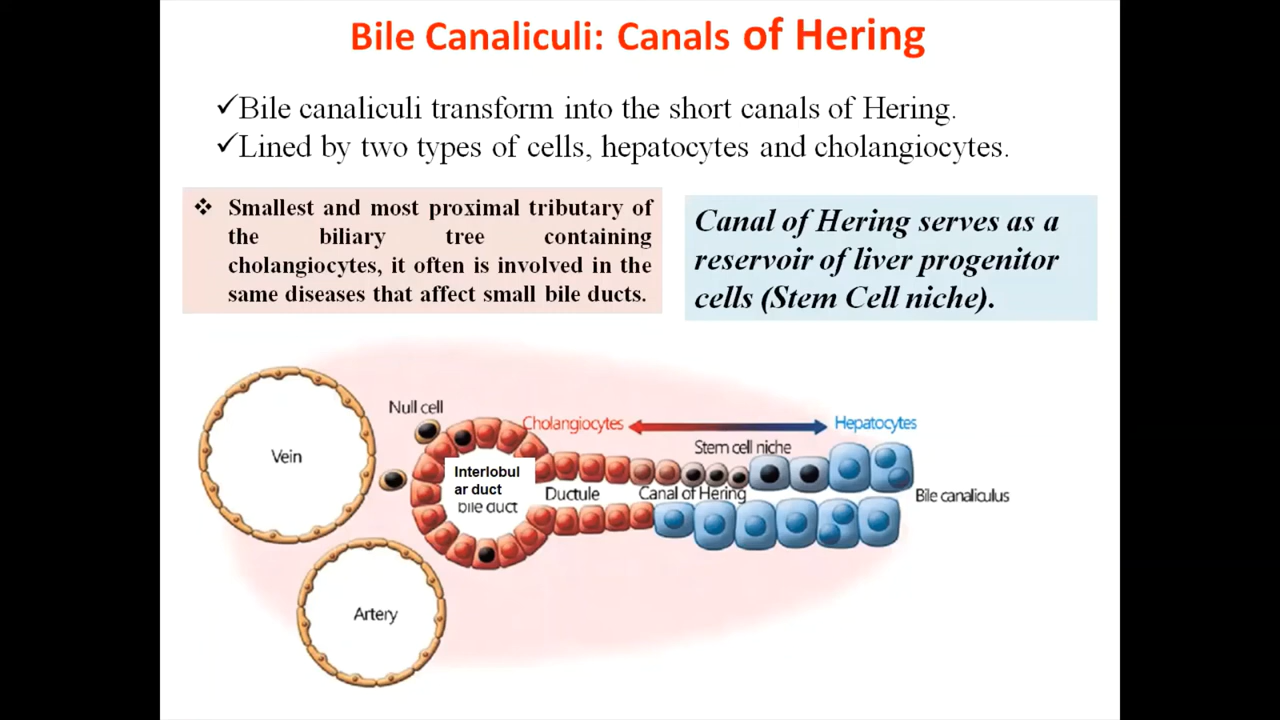 Bile Canaliculi: Canals of Hering
✓Bile canaliculi transform into the short canals of Hering.
✓Lined by two types of cells, hepatocytes and cholangiocytes.
❖ Smallest and most proximal tributary of
the biliary tree containing
cholangiocytes, it often is involved in the
same diseases that affect small bile ducts.
Canal of Hering serves as a
reservoir of liver progenitor
cells (Stem Cell niche).
Null cell
Cholangiocytes
Hepatocytes
Stem cell niche
Vein
Interlobul
ar duct
bile duct
Ductule
Canal of Hering
Bile canaliculus
Artery